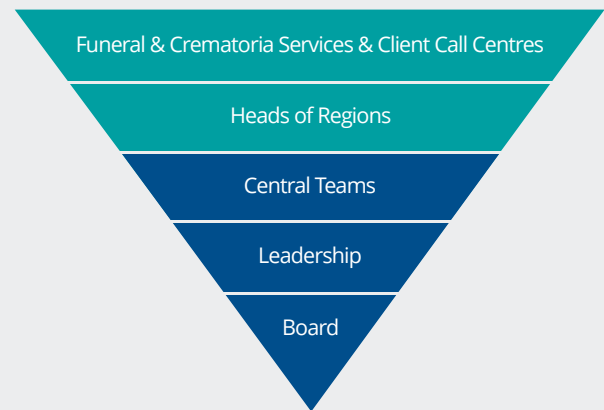 Funeral & Crematoria Services & Client Call Centres
Heads of Regions
Central Teams
Leadership
Board